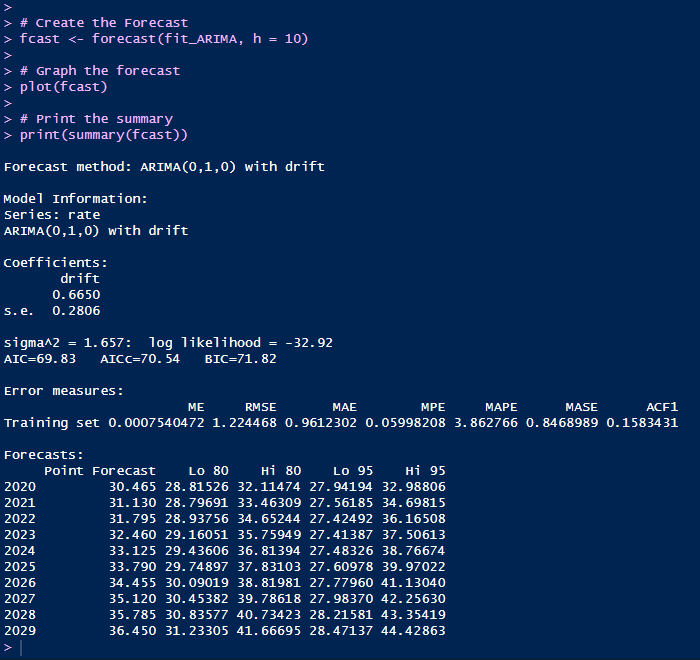 >
> # Create the Forecast
> fcast <- forecast(fit_ARIMA, h = 10)
>
> # Graph the forecast
> plot(fcast)
>
> # Print the summary
> print(summary(fcast))

Forecast method: ARIMA(0,1,0) with drift

Model Information:
Series: rate
ARIMA(0,1,0) with drift

Coefficients:
       drift
      0.6650
s.e.  0.2806

sigma^2 = 1.657:  log likelihood = -32.92
AIC=69.83   AICc=70.54   BIC=71.82

Error measures:
                       ME     RMSE       MAE        MPE     MAPE      MASE      ACF1
Training set 0.0007540472 1.224468 0.9612302 0.05998208 3.862766 0.8468989 0.1583431

Forecasts:
     Point Forecast    Lo 80    Hi 80    Lo 95    Hi 95
2020         30.465 28.81526 32.11474 27.94194 32.98806
2021         31.130 28.79691 33.46309 27.56185 34.69815
2022         31.795 28.93756 34.65244 27.42492 36.16508
2023         32.460 29.16051 35.75949 27.41387 37.50613
2024         33.125 29.43606 36.81394 27.48326 38.76674
2025         33.790 29.74897 37.83103 27.60978 39.97022
2026         34.455 30.09019 38.81981 27.77960 41.13040
2027         35.120 30.45382 39.78618 27.98370 42.25630
2028         35.785 30.83577 40.73423 28.21581 43.35419
2029         36.450 31.23305 41.66695 28.47137 44.42863
>